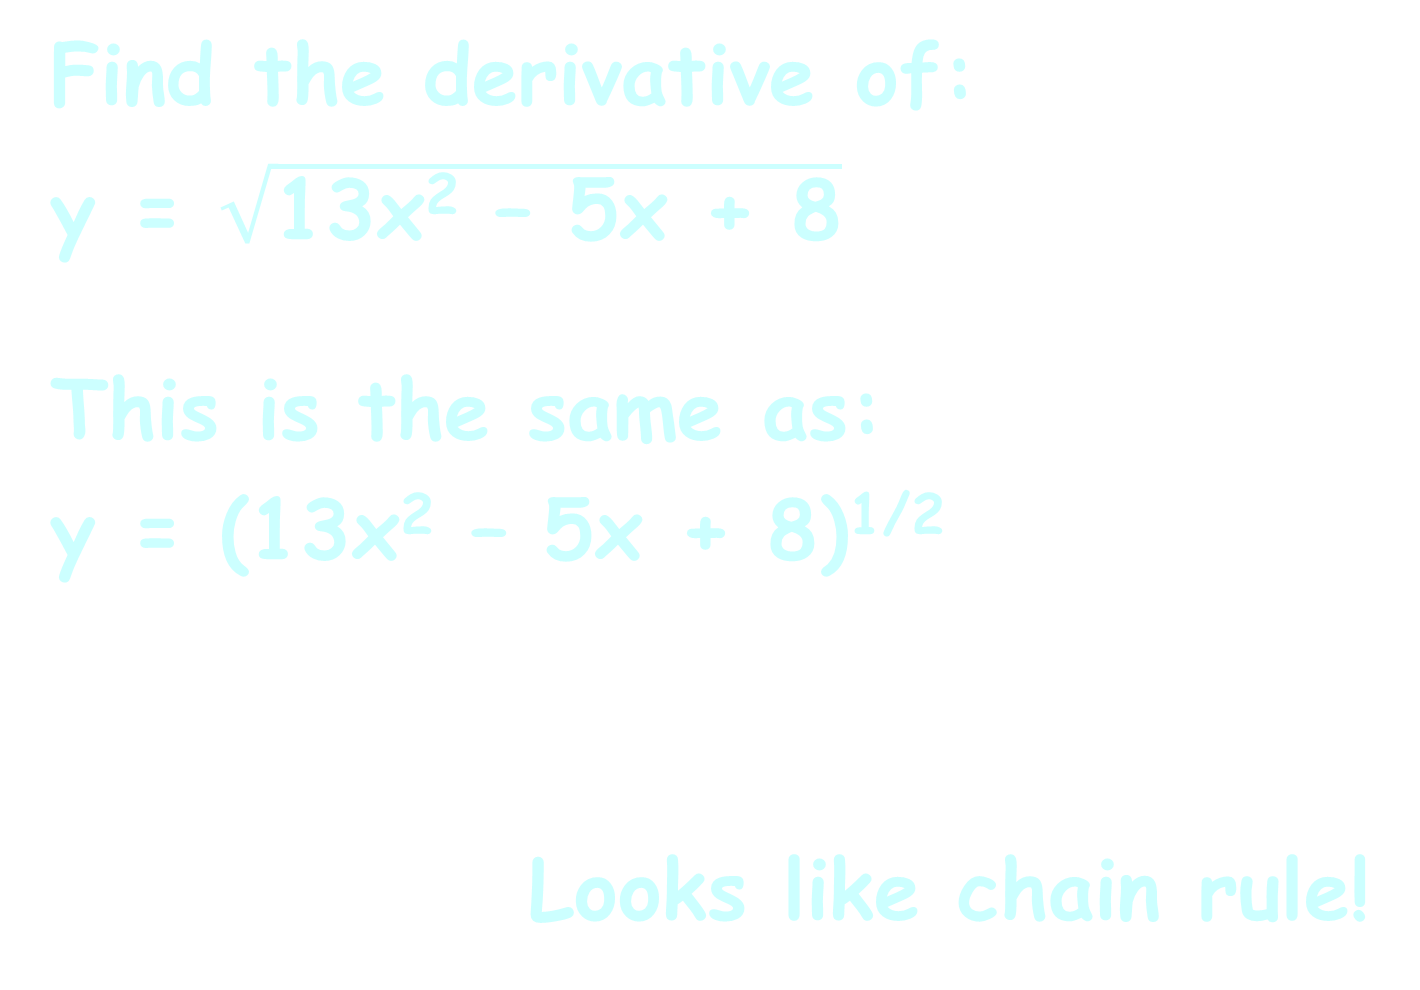 Find the derivative of:
y = √13x² – 5x + 8
This is the same as:
y = (13x² – 5x + 8)^1/2
Looks like chain rule!